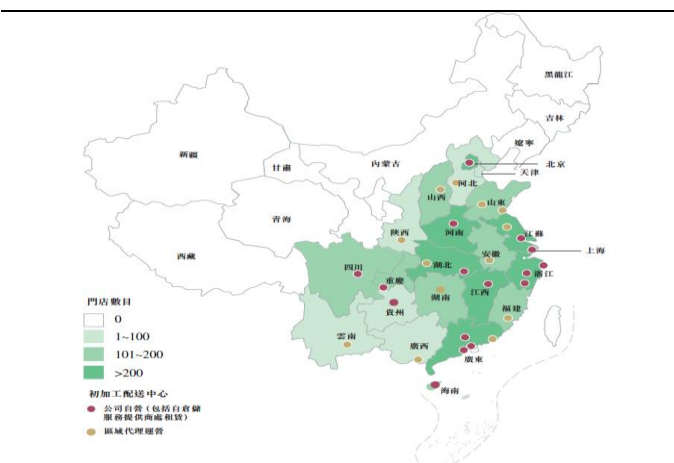 黑龍江
吉林
遼寧
北京
天津
新疆
甘肅
內蒙古
河北
山西
山東
青海
陝西
河南
江蘇
上海
西藏
四川
重慶
湖北
安徽
浙江
湖南
江西
貴州
福建
雲南
廣西
廣東
海南
門店數目
0
1~100
101~200
>200
初加工配送中心
公司自營(包括自倉儲
服務提供商處租賃)
區域代理運營